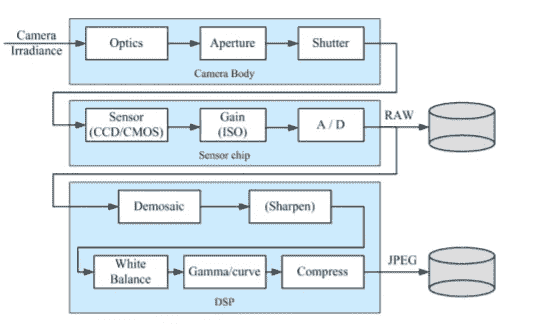 Camera
Irradiance
Optics
Aperture
Shutter
Camera Body
Sensor
(CCD/CMOS)
Gain
(ISO)
A / D
RAW
Sensor chip
Demosaic
(Sharpen)
White
Balance
Gamma/curve
Compress
JPEG
DSP